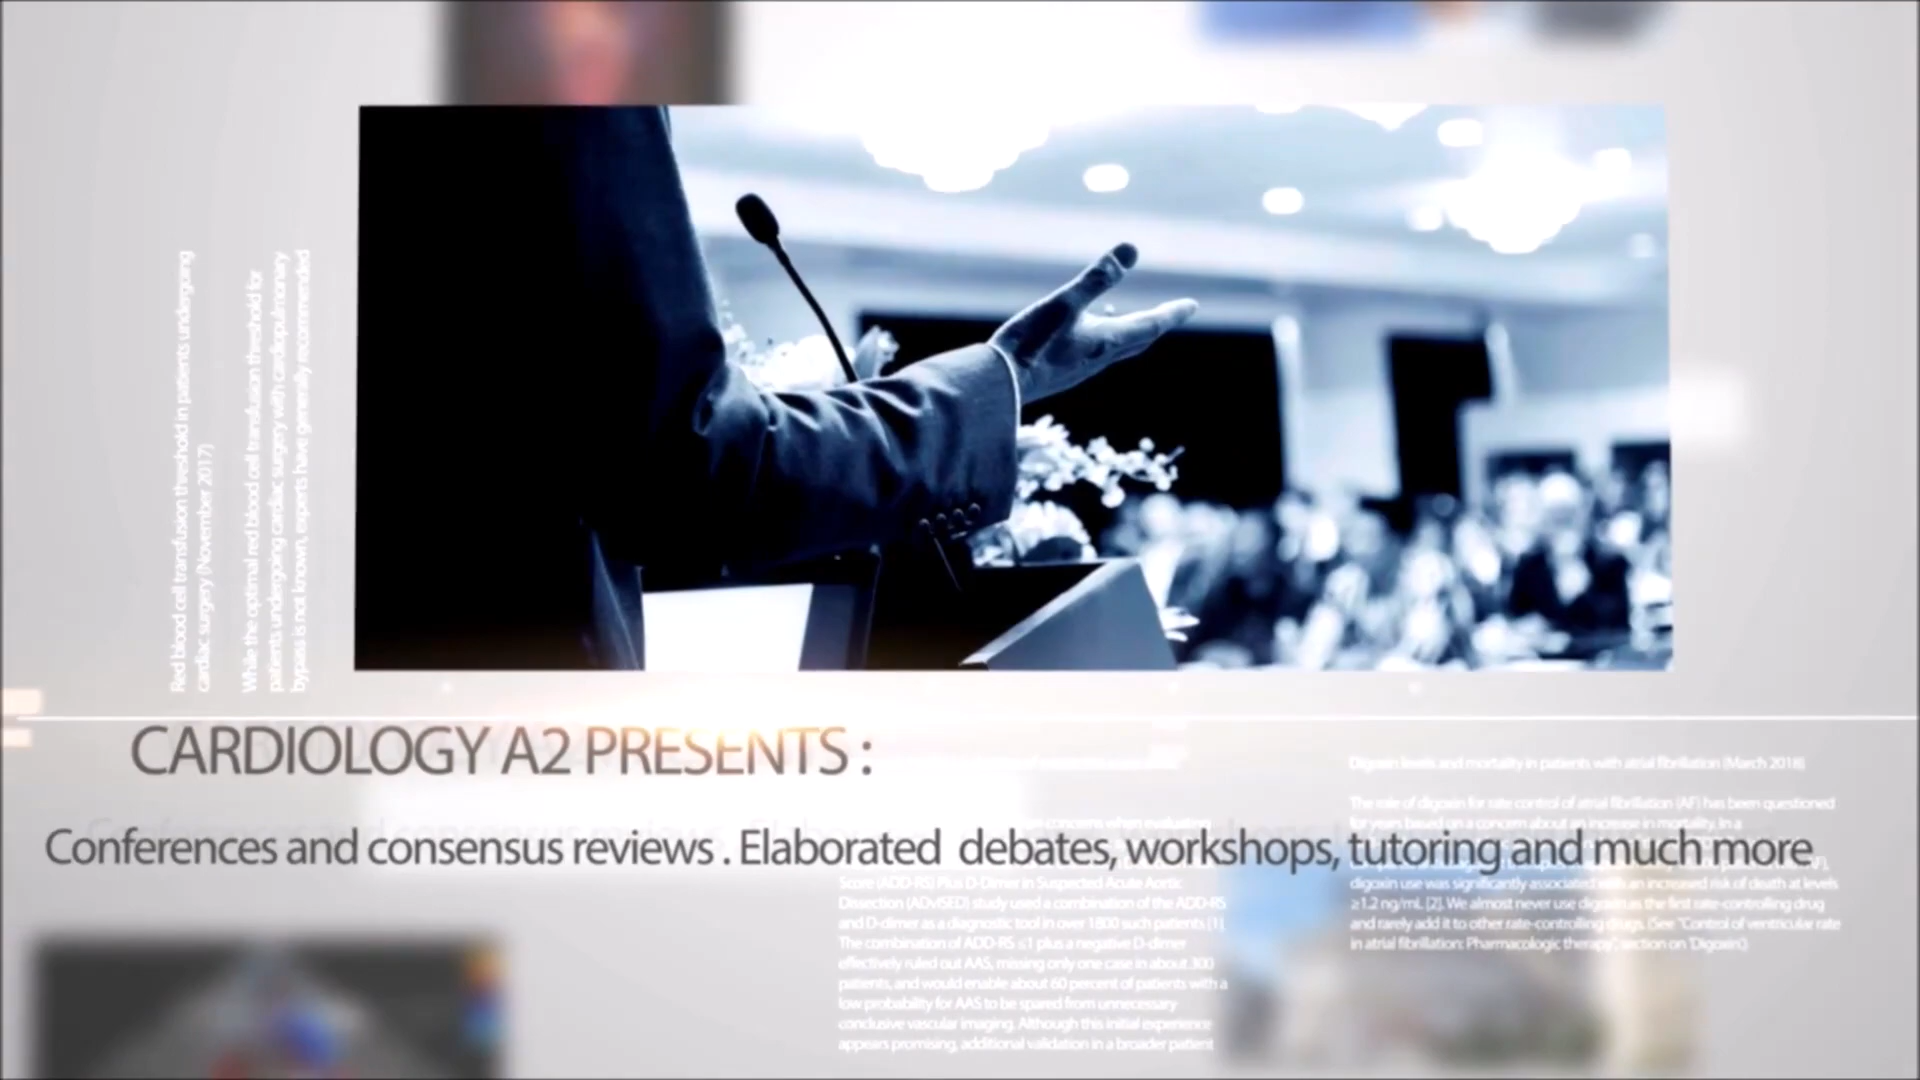 Red blood cell transfusion threshold in patients undergoing
cardiac surgery (November 2017)
While the optimal red blood cell transfusion threshold for
patients undergoing cardiac surgery with cardiopulmonary
bypass is not known, experts have generally recommended
CARDIOLOGY A2 PRESENTS :
Conferences and consensus reviews . Elaborated debates, workshops, tutoring and much more
concerns when evaluating
Score (ADD-RS) Plus D-Dimer in Suspected Acute Aortic
Dissection (ADvISED) study used a combination of the ADD-RS
and D-dimer as a diagnostic tool in over 1800 such patients [1].
The combination of ADD-RS ≤1 plus a negative D-dimer
effectively ruled out AAS, missing only one case in about 300
patients, and would enable about 60 percent of patients with a
low probability for AAS to be spared from unnecessary
conclusive vascular imaging. Although this initial experience
appears promising, additional validation in a broader patient
Digoxin levels and mortality in patients with atrial fibrillation (March 2018)
The role of digoxin for rate control of atrial fibrillation (AF) has been questioned
for years based on a concern about an increase in mortality. In a
digoxin use was significantly associated with an increased risk of death at levels
≥1.2 ng/mL [2]. We almost never use digoxin as the first rate-controlling drug
and rarely add it to other rate-controlling drugs. (See "Control of ventricular rate
in atrial fibrillation: Pharmacologic therapy", section on 'Digoxin'.)